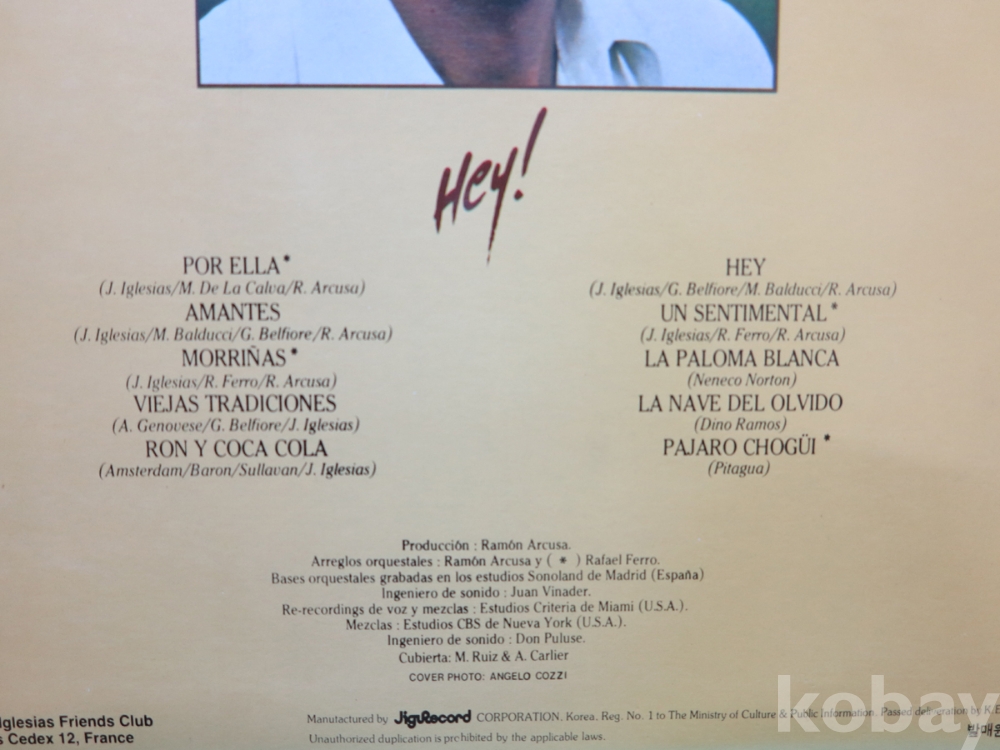 Hey!
POR ELLA*
(J. Iglesias/M. De La Calva/R. Arcusa)
AMANTES
(J. Iglesias/M. Balducci/G. Belfiore/R. Arcusa)
MORRIÑAS*
(J. Iglesias/R. Ferro/R. Arcusa)
VIEJAS TRADICIONES
(A. Genovese/G. Belfiore/J. Iglesias)
RON Y COCA COLA
(Amsterdam/Baron/Sullavan/J. Iglesias)
HEY
(J. Iglesias/G. Belfiore/M. Balducci/R. Arcusa)
UN SENTIMENTAL*
(J. Iglesias/R. Ferro/R. Arcusa)
LA PALOMA BLANCA
(Neneco Norton)
LA NAVE DEL OLVIDO
(Dino Ramos)
PAJARO CHOGÜI*
(Pitagua)
Producción : Ramón Arcusa.
Arreglos orquestales : Ramón Arcusa y ( * ) Rafael Ferro.
Bases orquestales grabadas en los estudios Sonoland de Madrid (España)
Ingeniero de sonido : Juan Vinader.
Re-recordings de voz y mezclas : Estudios Criteria de Miami (U.S.A.).
Mezclas : Estudios CBS de Nueva York (U.S.A.).
Ingeniero de sonido : Don Puluse.
Cubierta: M. Ruiz & A. Carlier
COVER PHOTO: ANGELO COZZI
Iglesias Friends Club
Cedex 12, France
Manufactured by JiguRecord CORPORATION. Korea. Reg. No. 1 to The Ministry of Culture & Public Information. Passed deliberation by K.
Unauthorized duplication is prohibited by the applicable laws.
kobay